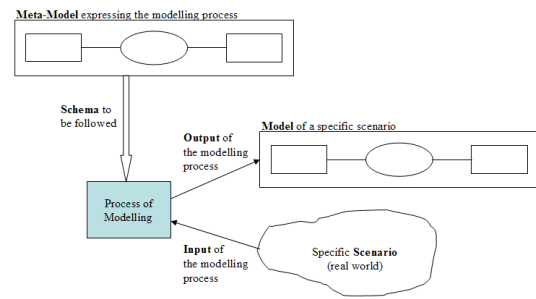 Meta-Model expressing the modelling process
Schema to
be followed
Output of
the modelling
process
Model of a specific scenario
Process of
Modelling
Input of
the modelling
process
Specific Scenario
(real world)